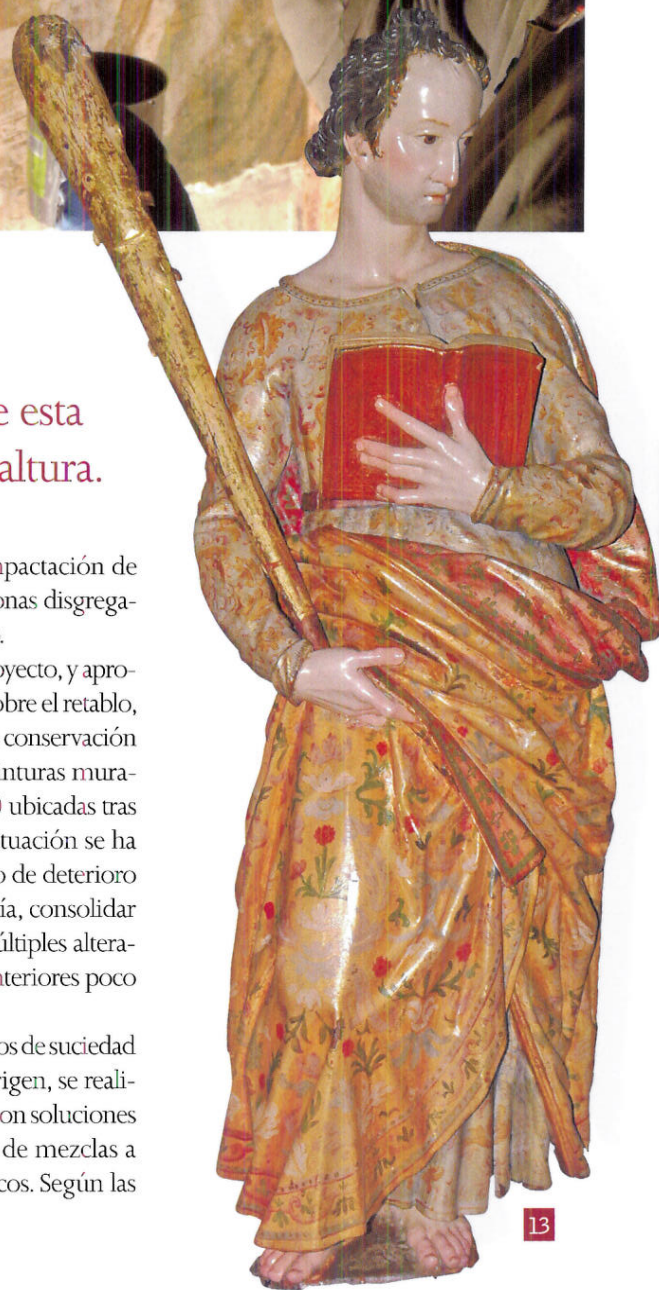 e esta
altura.
npactación de
onas disgrega-
o.
oyecto, y apro-
obre el retablo,
conservación
inturas mura-
) ubicadas tras
tuación se ha
o de deterioro
ía, consolidar
últiples altera-
nteriores poco
os de suciedad
rigen, se reali-
on soluciones
de mezclas a
cos. Según las
13